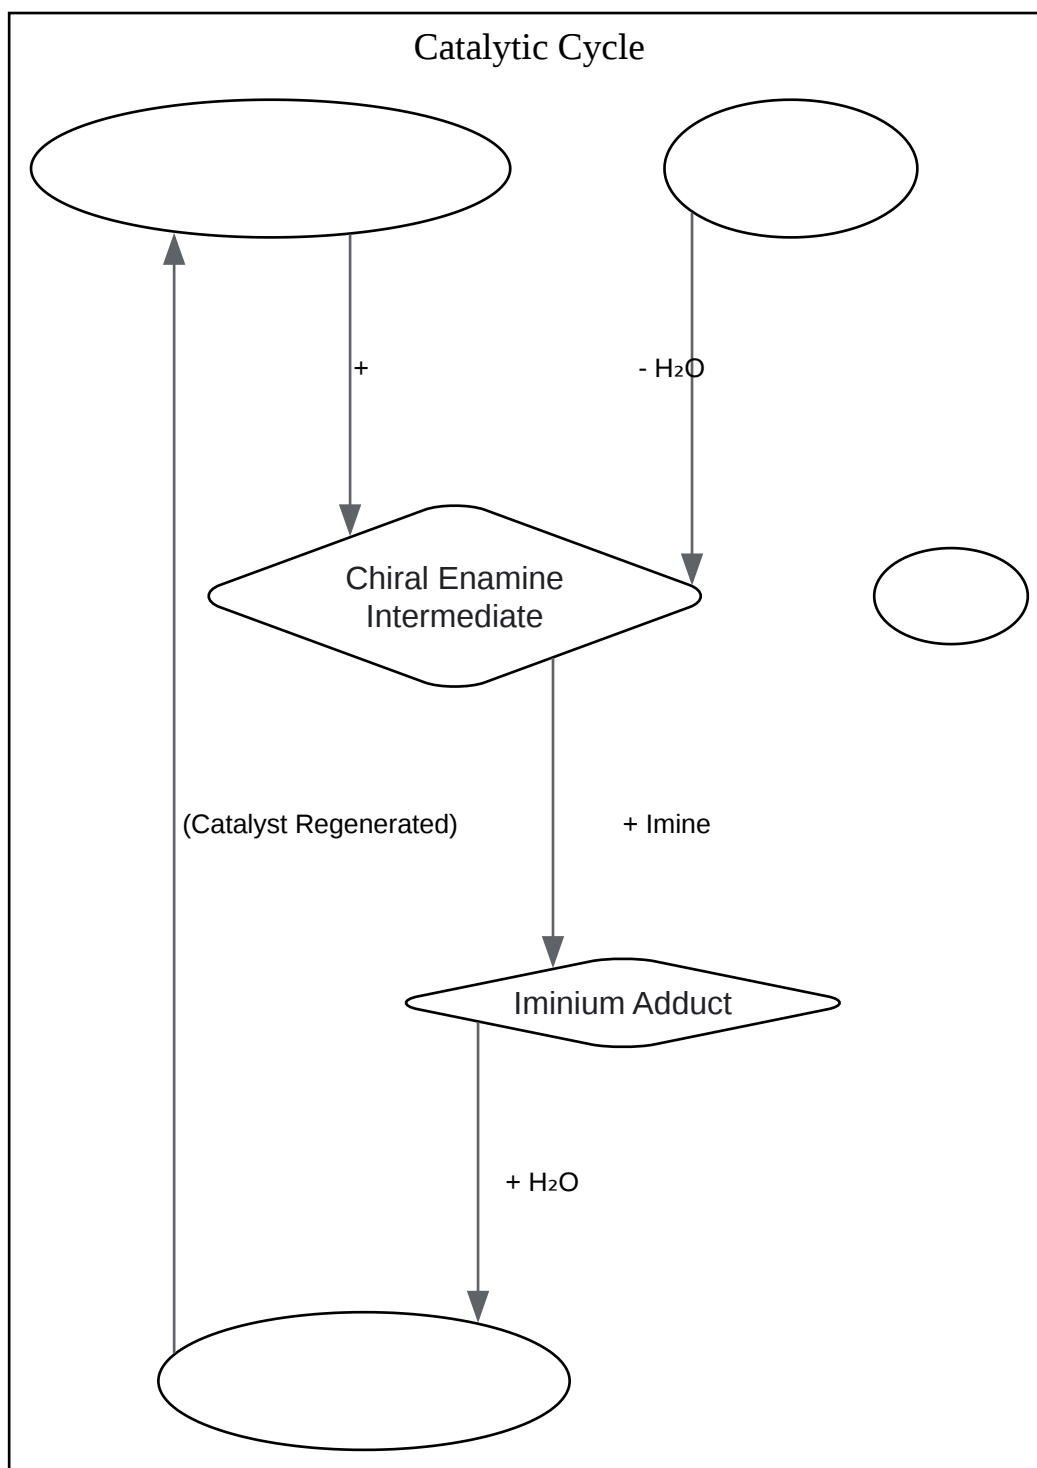 Catalytic Cycle
+
- H₂O
Chiral Enamine
Intermediate
(Catalyst Regenerated)
+ Imine
Iminium Adduct
+ H₂O